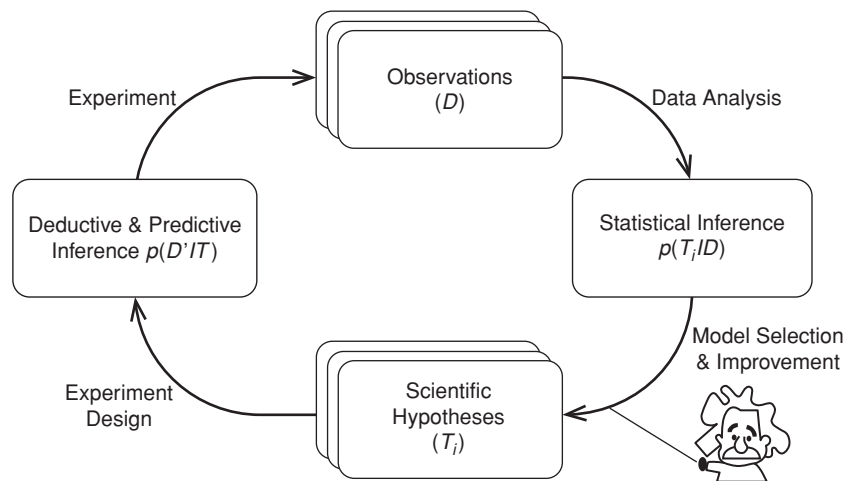 Observations
(D)
Experiment
Data Analysis
Deductive & Predictive
Inference p(D'IT)
Statistical Inference
p(TᵢID)
Model Selection
& Improvement
Scientific
Hypotheses
(Tᵢ)
Experiment
Design